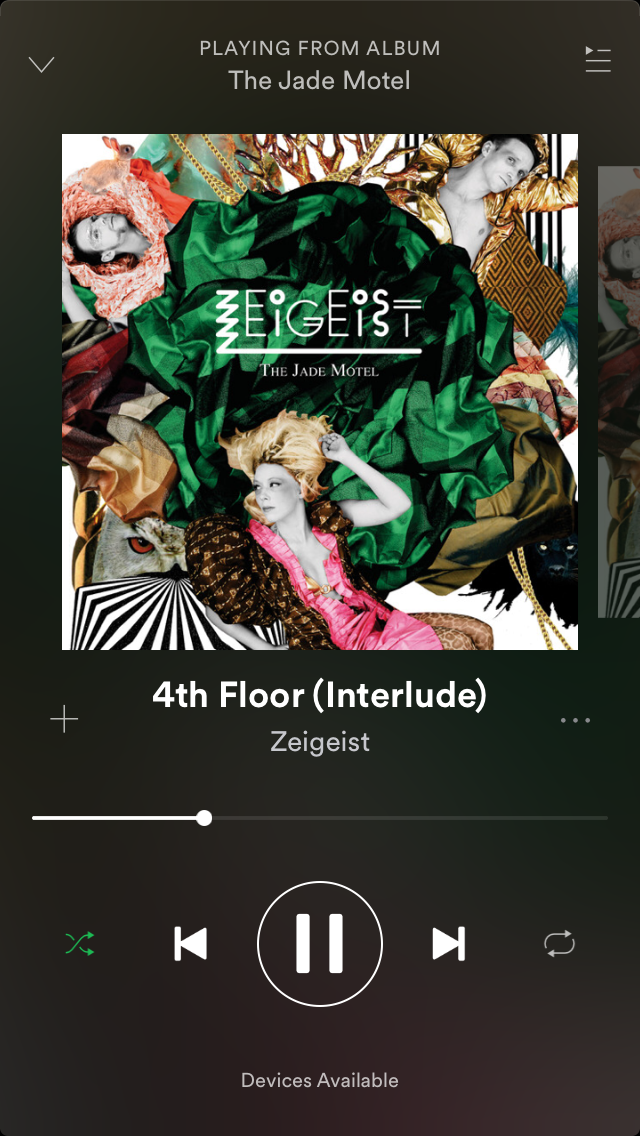 PLAYING FROM ALBUM
The Jade Motel
ZEIGEIST
THE JADE MOTEL
4th Floor (Interlude)
Zeigeist
Devices Available